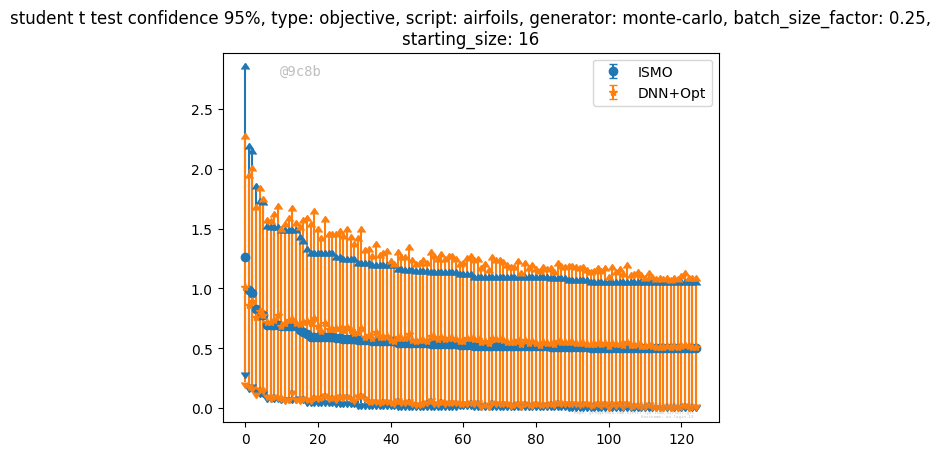 student t test confidence 95%, type: objective, script: airfoils, generator: monte-carlo, batch_size_factor: 0.25,
starting_size: 16
@9c8b
ISMO
DNN+Opt
2.5
2.0
1.5
1.0
0.5
0.0
0
20
40
60
80
100
120